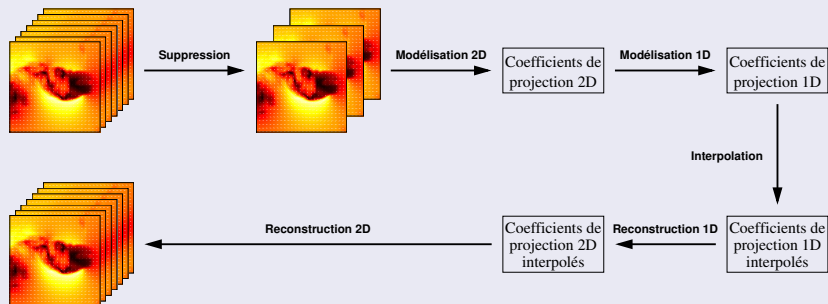 Suppression
Modélisation 2D
Coefficients de
projection 2D
Modélisation 1D
Coefficients de
projection 1D
Interpolation
Coefficients de
projection 1D
interpolés
Reconstruction 1D
Coefficients de
projection 2D
interpolés
Reconstruction 2D